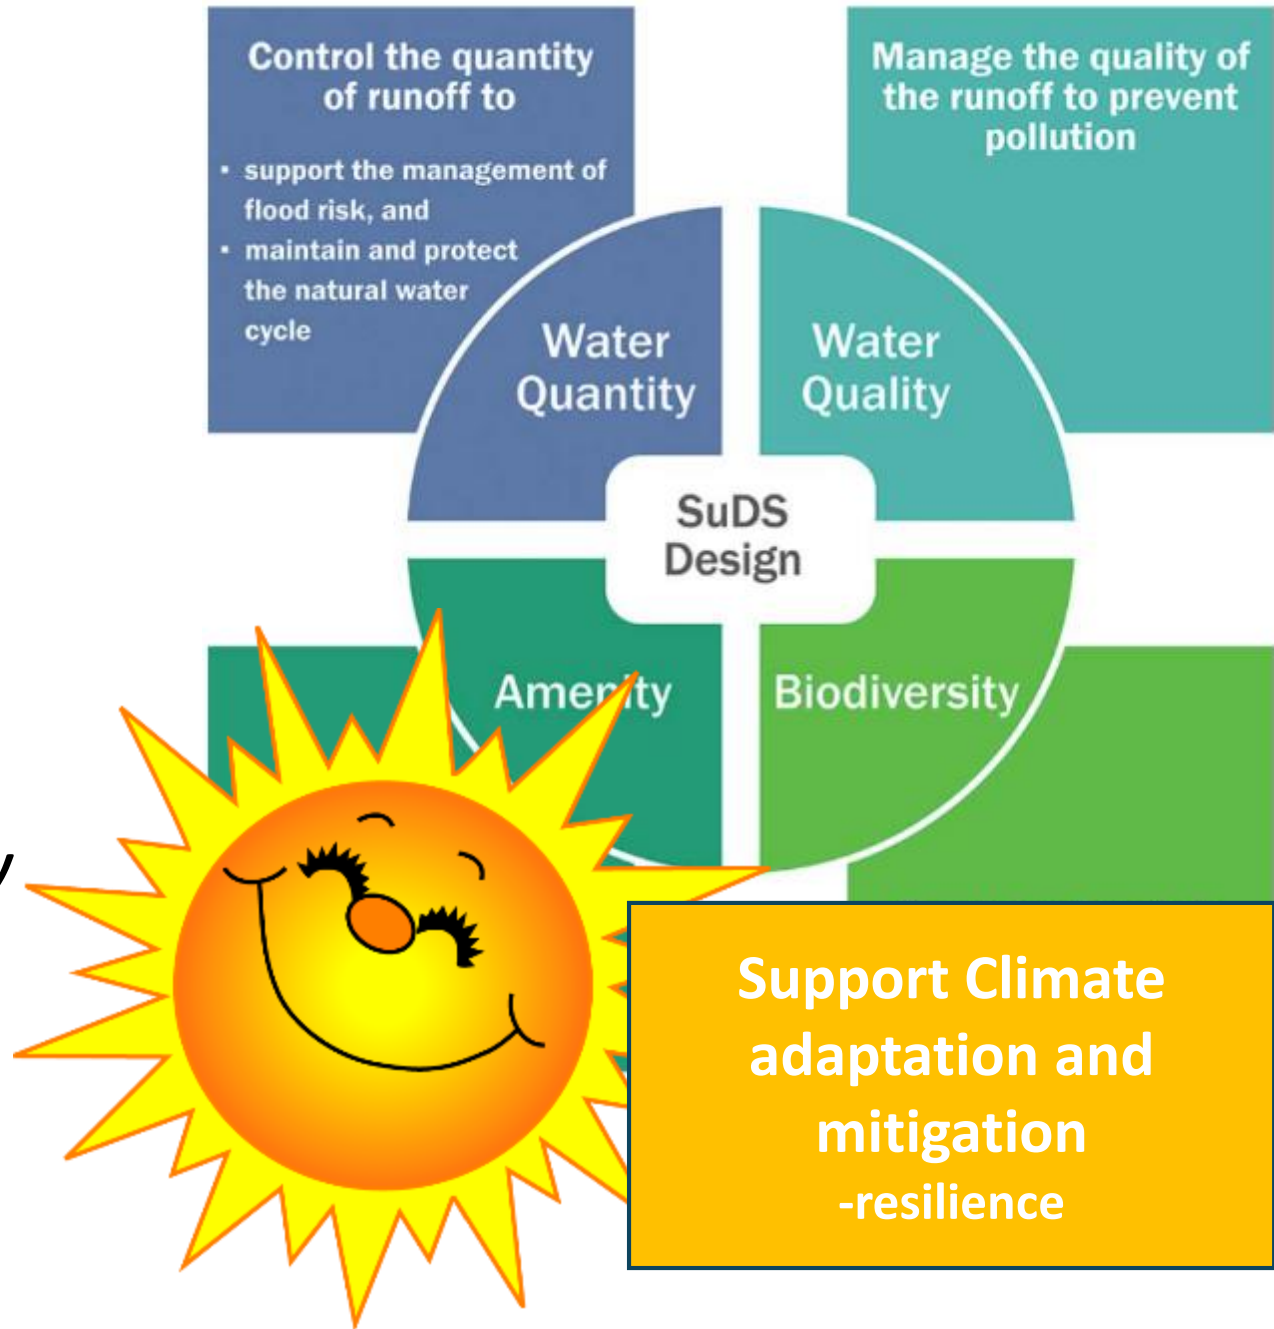 Control the quantity
of runoff to
▪ support the management of
flood risk, and
▪ maintain and protect
the natural water
cycle
Manage the quality of
the runoff to prevent
pollution
Water
Quantity
Water
Quality
SuDS
Design
Amenity
Biodiversity
Support Climate
adaptation and
mitigation
-resilience